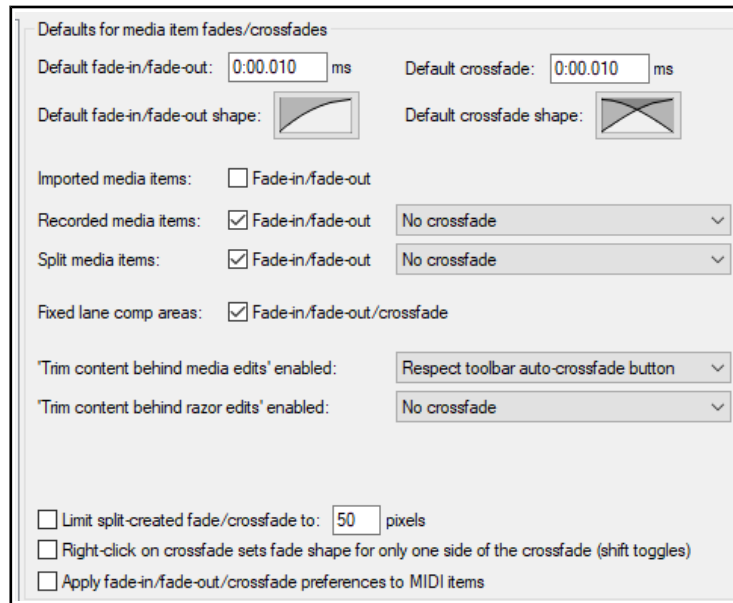 Defaults for media item fades/crossfades
Default fade-in/fade-out: 0:00.010 ms Default crossfade: 0:00.010 ms
Default fade-in/fade-out shape: Default crossfade shape:
Imported media items: Fade-in/fade-out
Recorded media items: Fade-in/fade-out No crossfade
Split media items: Fade-in/fade-out No crossfade
Fixed lane comp areas: Fade-in/fade-out/crossfade
'Trim content behind media edits' enabled: Respect toolbar auto-crossfade button
'Trim content behind razor edits' enabled: No crossfade
Limit split-created fade/crossfade to: 50 pixels
Right-click on crossfade sets fade shape for only one side of the crossfade (shift toggles)
Apply fade-in/fade-out/crossfade preferences to MIDI items